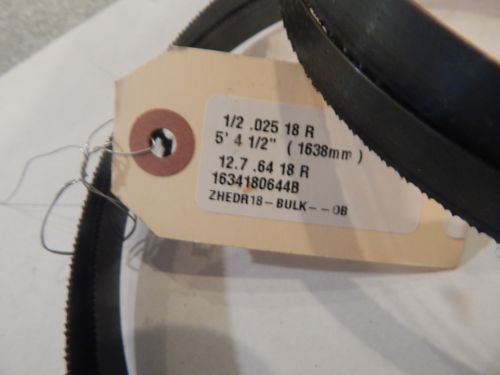 1/2 .025 18 R
5' 4 1/2" ( 1638mm )
12.7 .64 18 R
1634180644B
ZHEDR18-BULK--0B